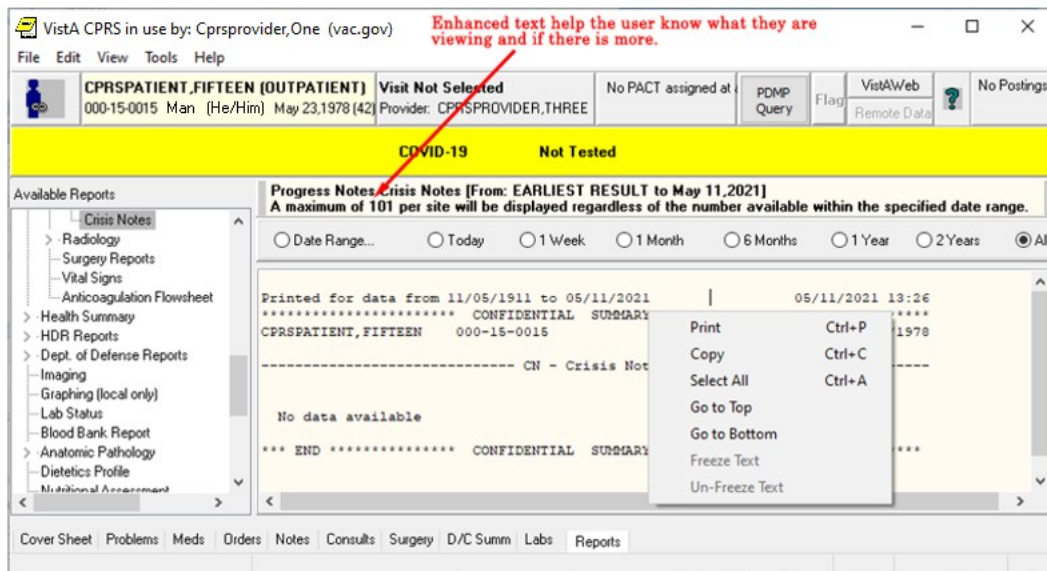 VistA CPRS in use by: Cprsprovider,One (vac.gov)
Enhanced text help the user know what they are
viewing and if there is more.
File Edit View Tools Help
CPRSPATIENT,FIFTEEN (OUTPATIENT)
000-15-0015 Man (He/Him) May 23,1978 (42)
Visit Not Selected
Provider: CPRSPROVIDER,THREE
No PACT assigned at
PDMP
Query
Flag
VistAWeb
Remote Data
?
No Postings
COVID-19 Not Tested
Available Reports
Crisis Notes
Radiology
Surgery Reports
Vital Signs
Anticoagulation Flowsheet
Health Summary
HDR Reports
Dept. of Defense Reports
Imaging
Graphing (local only)
Lab Status
Blood Bank Report
Anatomic Pathology
Dietetics Profile
Nutritional Assessment
Progress Notes/Crisis Notes [From: EARLIEST RESULT to May 11,2021]
A maximum of 101 per site will be displayed regardless of the number available within the specified date range.
Date Range... Today 1 Week 1 Month 6 Months 1 Year 2 Years Al
Printed for data from 11/05/1911 to 05/11/2021 | 05/11/2021 13:26
************************ CONFIDENTIAL SUMMARY ****
CPRSPATIENT,FIFTEEN 000-15-0015 /1978
------------------------------ CN - Crisis Not -----
No data available
*** END **************** CONFIDENTIAL SUMMARY ***
Print Ctrl+P
Copy Ctrl+C
Select All Ctrl+A
Go to Top
Go to Bottom
Freeze Text
Un-Freeze Text
Cover Sheet Problems Meds Orders Notes Consults Surgery D/C Summ Labs Reports